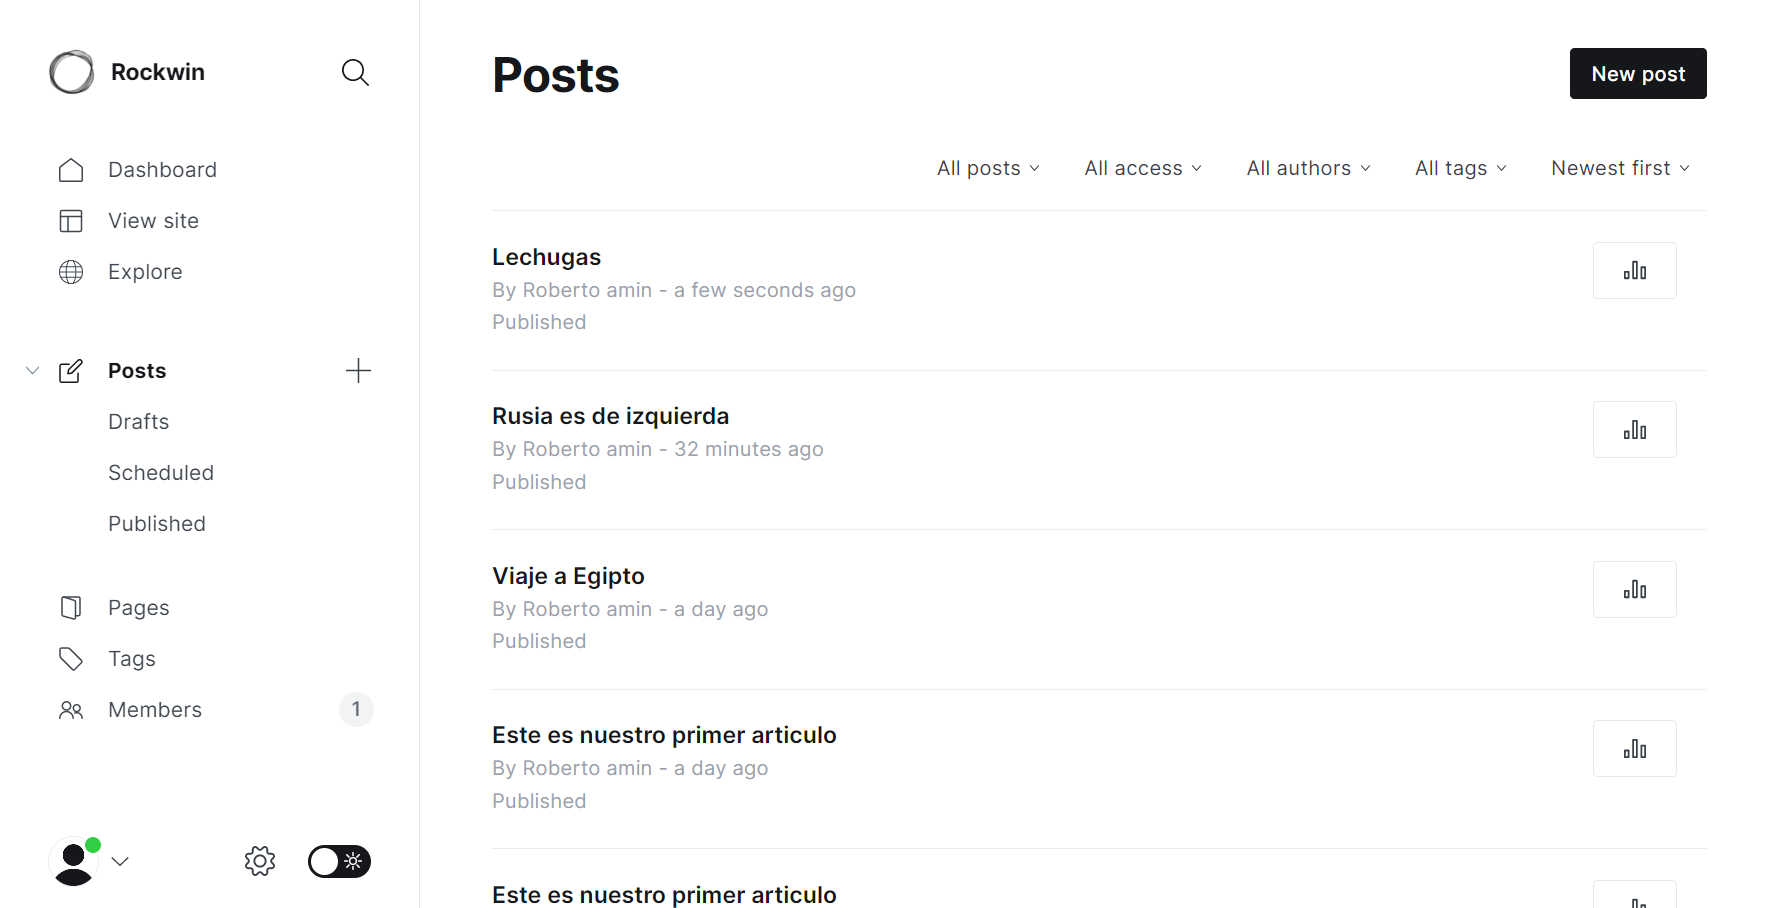 Rockwin
Dashboard
View site
Explore
Posts
Drafts
Scheduled
Published
Pages
Tags
Members 1
Posts
New post
All posts All access All authors All tags Newest first
Lechugas
By Roberto amin - a few seconds ago
Published
Rusia es de izquierda
By Roberto amin - 32 minutes ago
Published
Viaje a Egipto
By Roberto amin - a day ago
Published
Este es nuestro primer articulo
By Roberto amin - a day ago
Published
Este es nuestro primer articulo